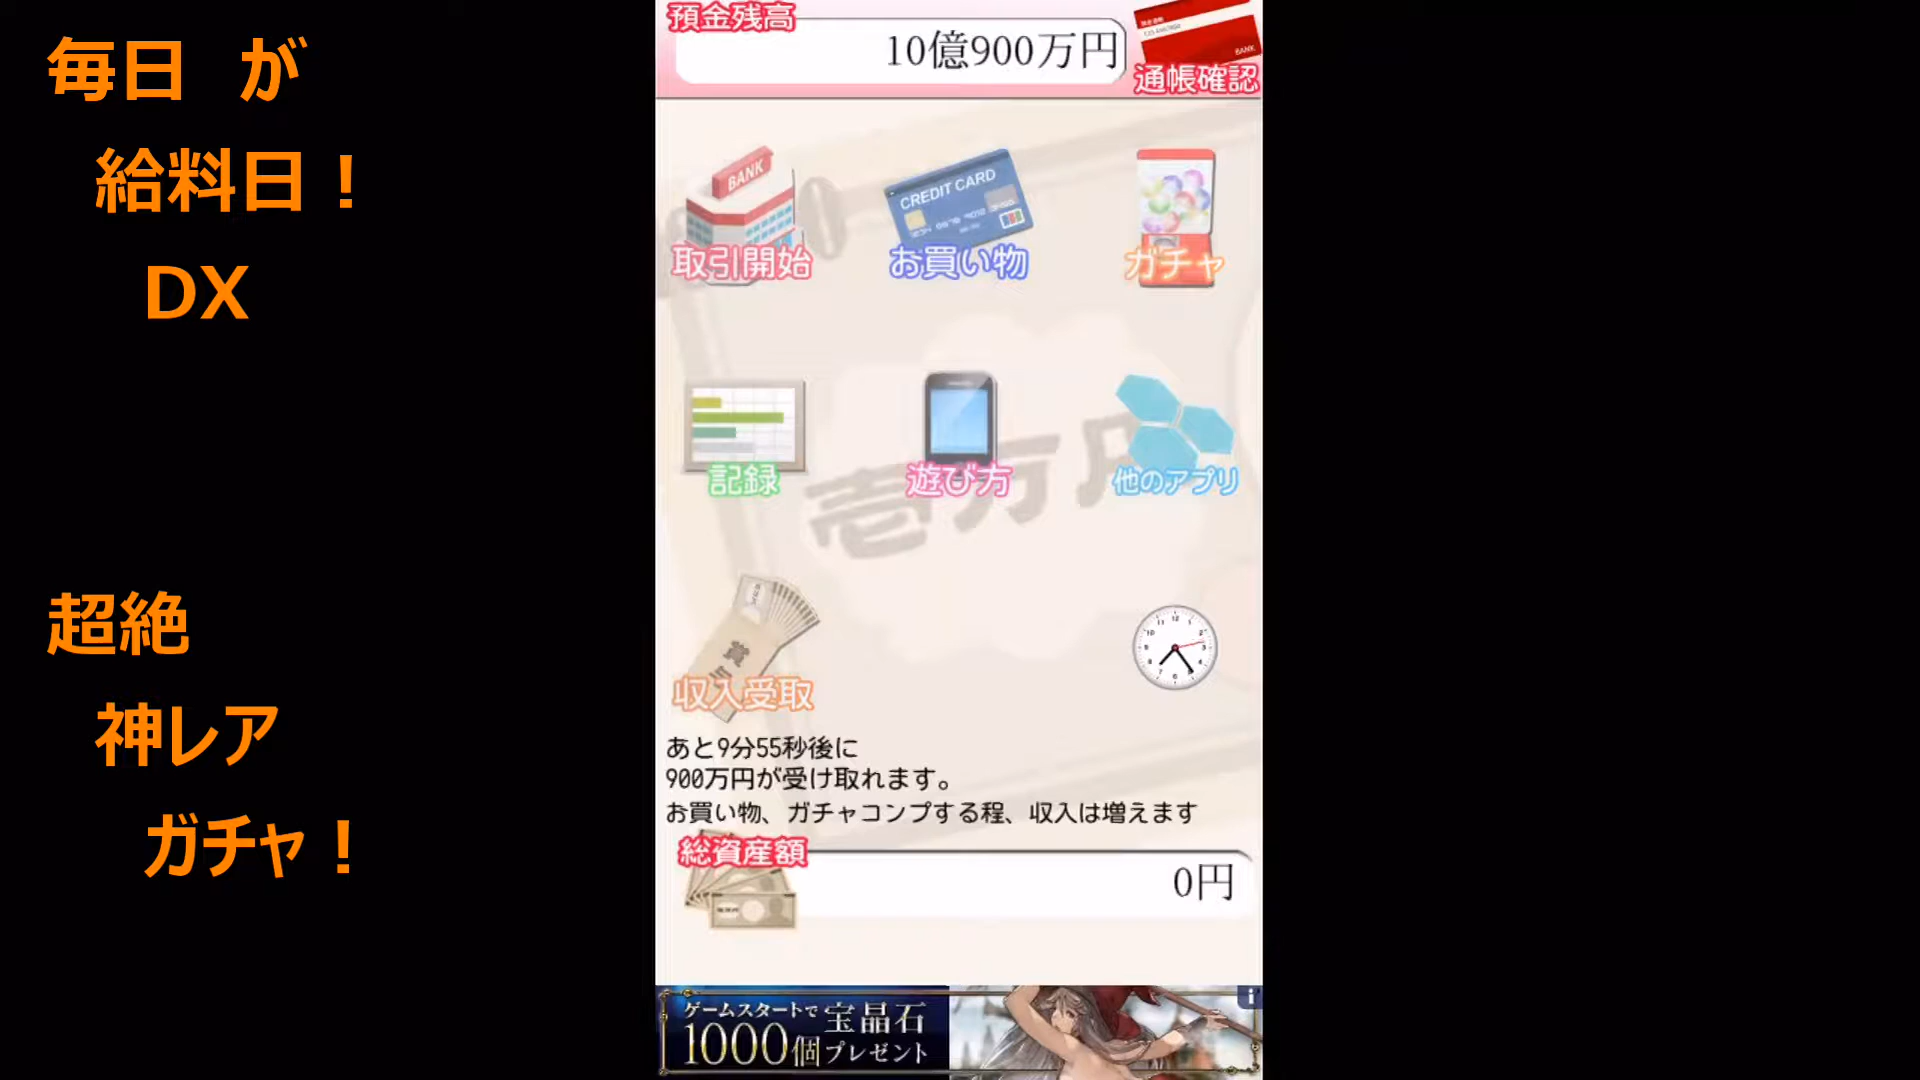 毎日　が
給料日！
DX
超絶
神レア
ガチャ！
預金残高
10億900万円
BANK
通帳確認
BANK
取引開始
CREDIT CARD
お買い物
ガチャ
記録
遊び方
他のアプリ
壱万円
収入受取
あと9分55秒後に
900万円が受け取れます。
お買い物、ガチャコンプする程、収入は増えます
総資産額
0円
ゲームスタートで宝晶石
1000個プレゼント